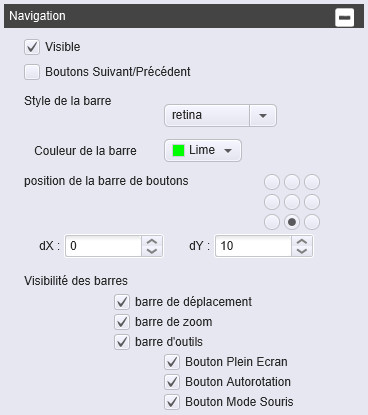 Navigation
Visible
Boutons Suivant/Précédent
Style de la barre
retina
Couleur de la barre
Lime
position de la barre de boutons
dX : 0 dY : 10
Visibilité des barres
barre de déplacement
barre de zoom
barre d'outils
Bouton Plein Ecran
Bouton Autorotation
Bouton Mode Souris